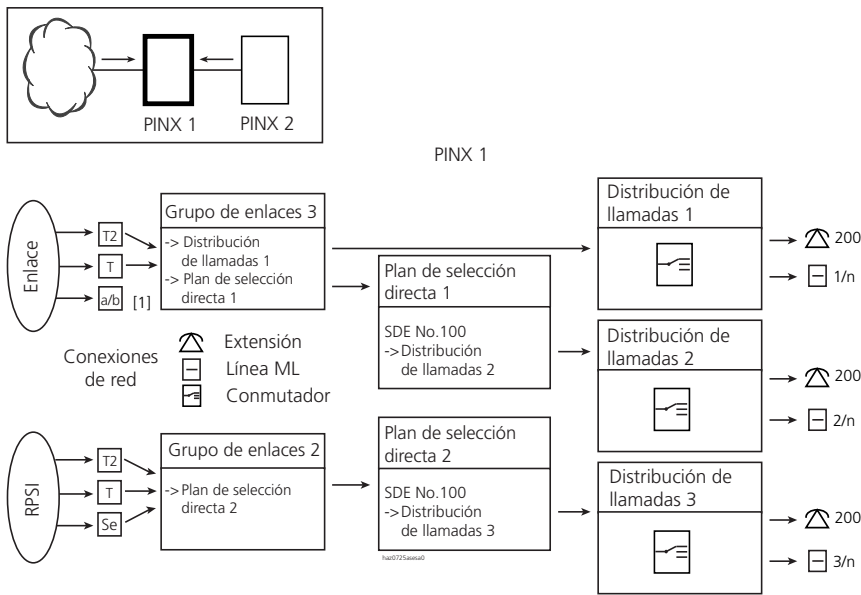 PINX 1
PINX 2
PINX 1
Enlace
T2
T
a/b
[1]
Grupo de enlaces 3
-> Distribución
de llamadas 1
-> Plan de selección
directa 1
Plan de selección
directa 1
SDE No.100
->Distribución
de llamadas 2
Distribución de
llamadas 1
200
1/n
Distribución de
llamadas 2
200
2/n
Conexiones
de red
Extensión
Línea ML
Conmutador
RPSI
T2
T
Se
Grupo de enlaces 2
->Plan de selección
directa 2
Plan de selección
directa 2
SDE No.100
->Distribución
de llamadas 3
Distribución de
llamadas 3
200
3/n
haz0725asesa0